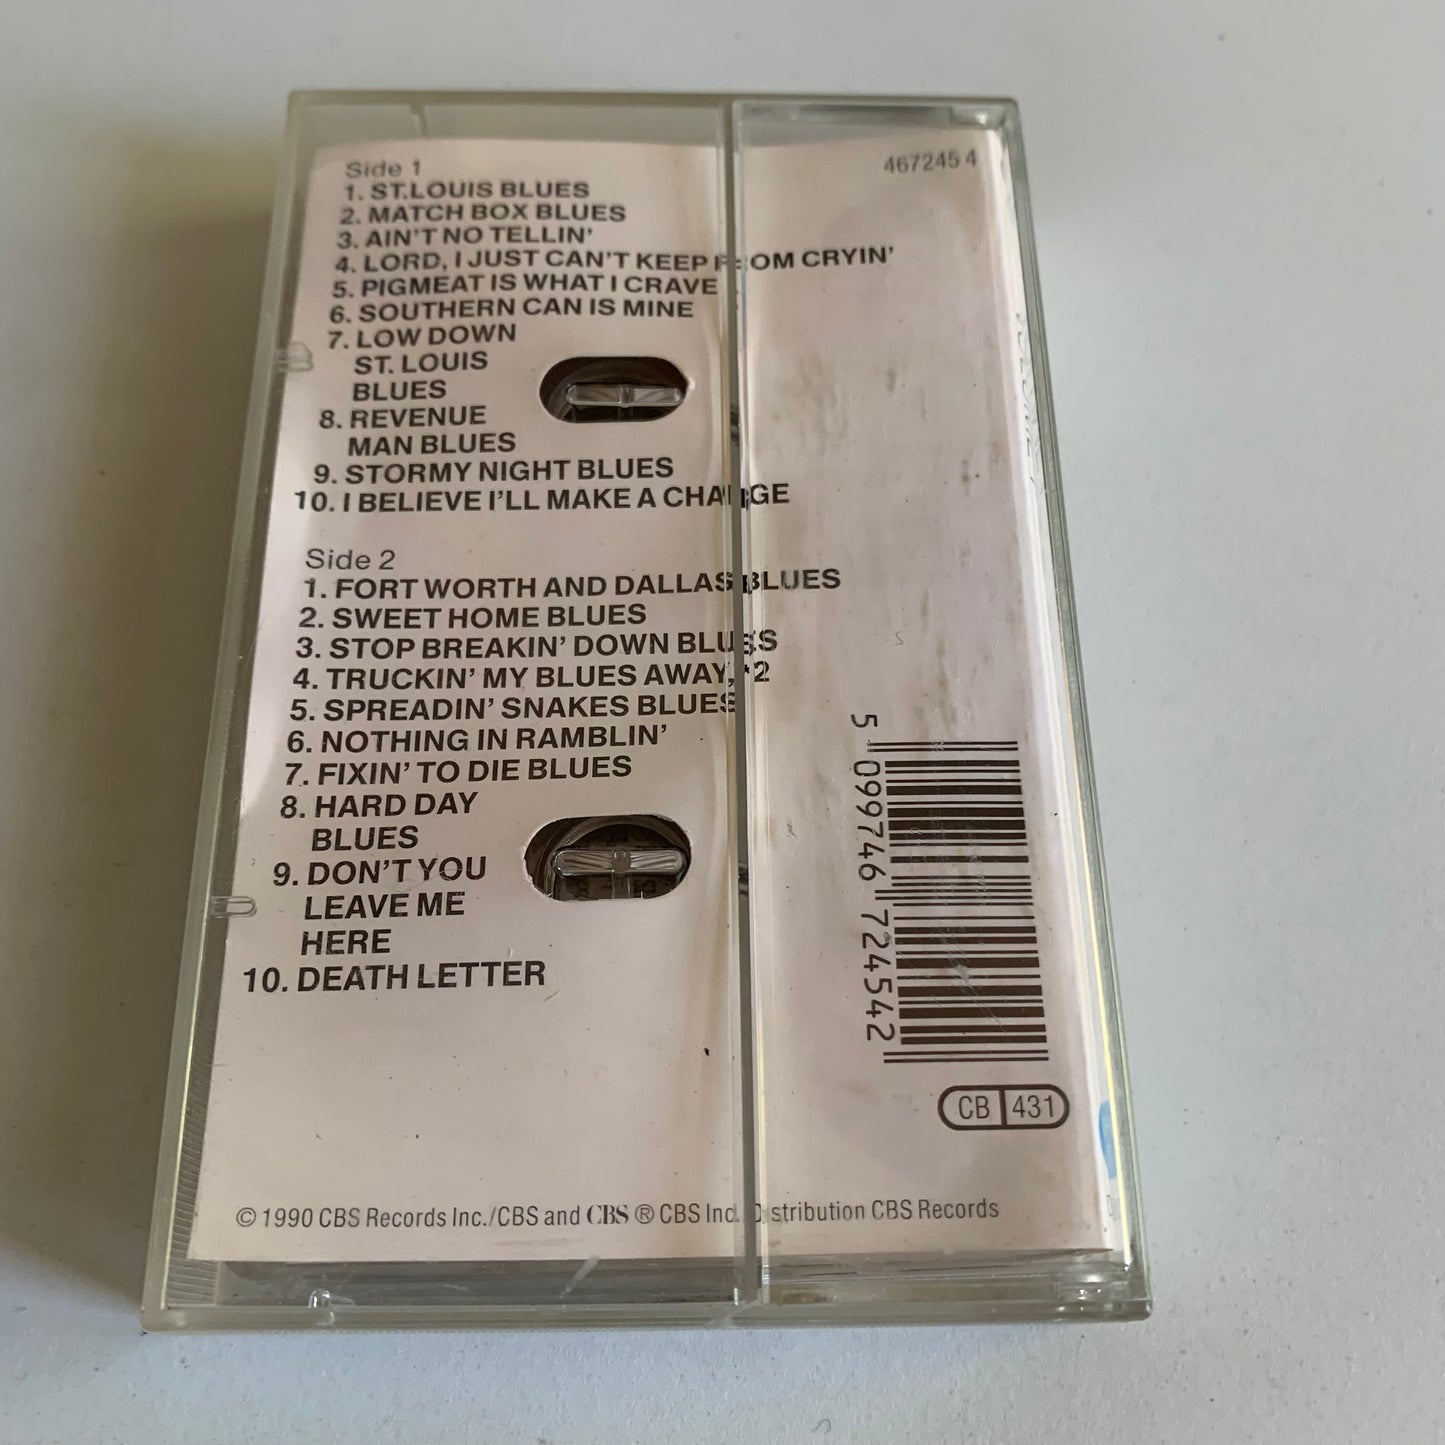 467245 4
Side 1
1. ST.LOUIS BLUES
2. MATCH BOX BLUES
3. AIN'T NO TELLIN'
4. LORD, I JUST CAN'T KEEP FROM CRYIN'
5. PIGMEAT IS WHAT I CRAVE
6. SOUTHERN CAN IS MINE
7. LOW DOWN
ST. LOUIS
BLUES
8. REVENUE
MAN BLUES
9. STORMY NIGHT BLUES
10. I BELIEVE I'LL MAKE A CHANGE
Side 2
1. FORT WORTH AND DALLAS BLUES
2. SWEET HOME BLUES
3. STOP BREAKIN' DOWN BLUES
4. TRUCKIN' MY BLUES AWAY, *2
5. SPREADIN' SNAKES BLUES
6. NOTHING IN RAMBLIN'
7. FIXIN' TO DIE BLUES
8. HARD DAY
BLUES
9. DON'T YOU
LEAVE ME
HERE
10. DEATH LETTER
5 099746 724542
CB 431
© 1990 CBS Records Inc./CBS and CBS ® CBS Inc. Distribution CBS Records